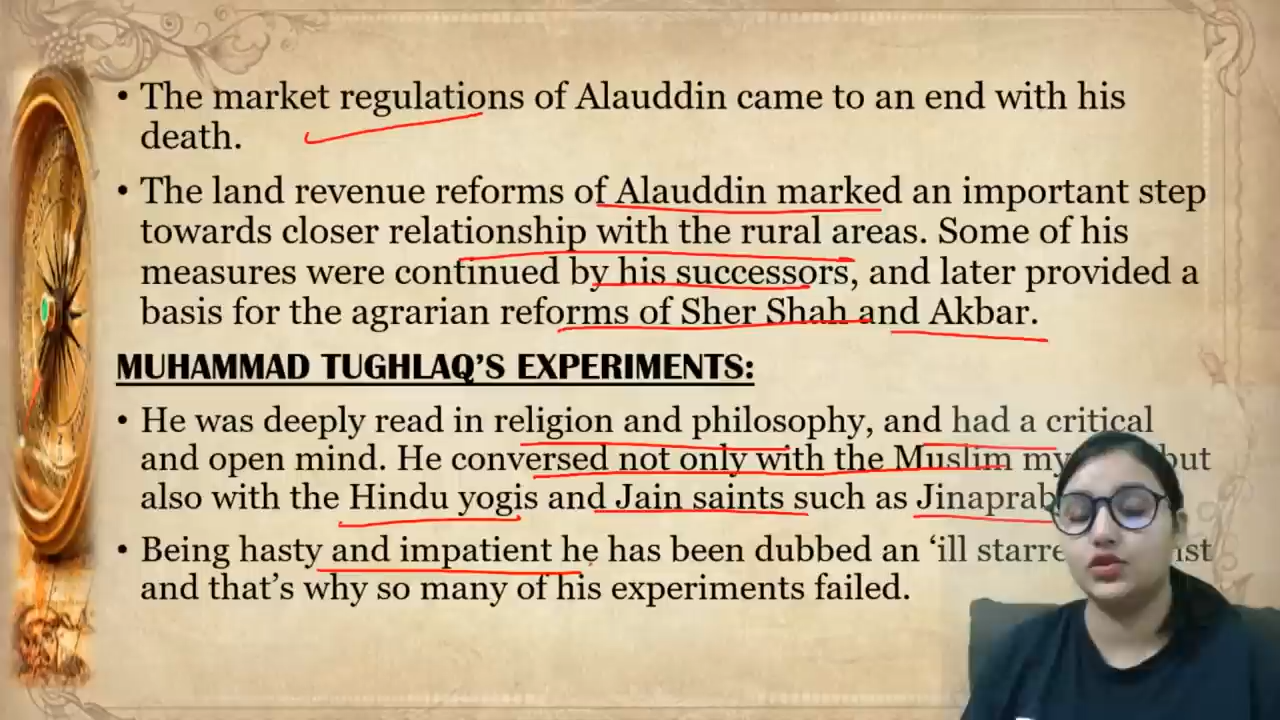 • The market regulations of Alauddin came to an end with his
death.
• The land revenue reforms of Alauddin marked an important step
towards closer relationship with the rural areas. Some of his
measures were continued by his successors, and later provided a
basis for the agrarian reforms of Sher Shah and Akbar.
MUHAMMAD TUGHLAQ'S EXPERIMENTS:
• He was deeply read in religion and philosophy, and had a critical
and open mind. He conversed not only with the Muslim but
also with the Hindu yogis and Jain saints such as
• Being hasty and impatient he has been dubbed an 'ill
and that's why so many of his experiments failed.